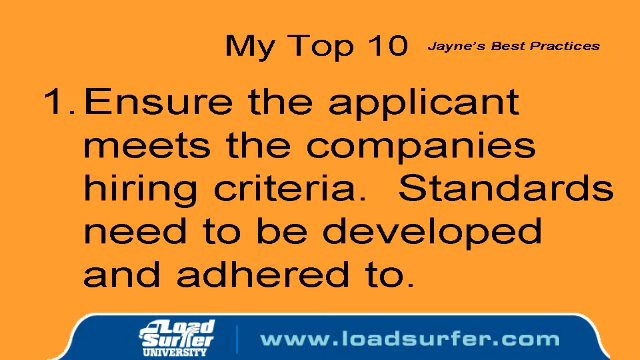 My Top 10 Jayne's Best Practices
1. Ensure the applicant
meets the companies
hiring criteria. Standards
need to be developed
and adhered to.
Load
Surfer
UNIVERSITY
www.loadsurfer.com